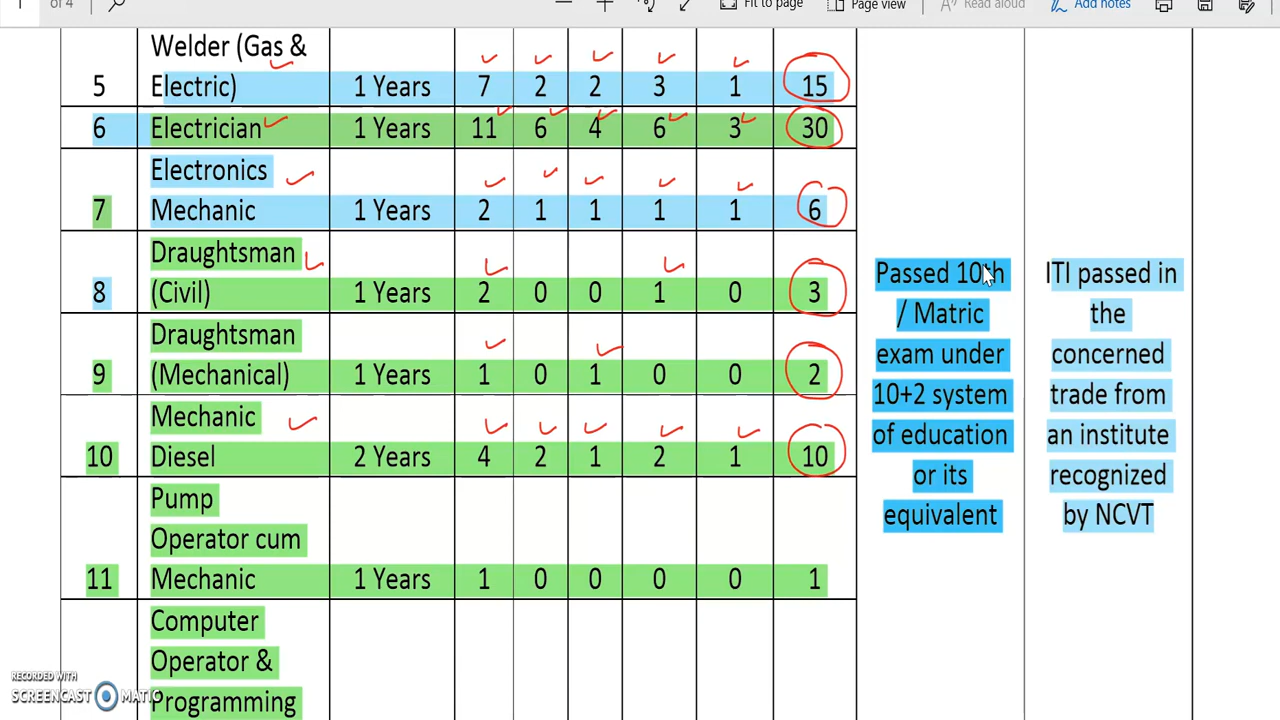 1 of 4 Fit to page Page view Read aloud Add notes
Welder (Gas &
5 Electric) 1 Years 7 2 2 3 1 15
6 Electrician 1 Years 11 6 4 6 3 30
Electronics
7 Mechanic 1 Years 2 1 1 1 1 6
Draughtsman
8 (Civil) 1 Years 2 0 0 1 0 3
Draughtsman
9 (Mechanical) 1 Years 1 0 1 0 0 2
Mechanic
10 Diesel 2 Years 4 2 1 2 1 10
Pump
Operator cum
11 Mechanic 1 Years 1 0 0 0 0 1
Computer
Operator &
Programming
Passed 10th
/ Matric
exam under
10+2 system
of education
or its
equivalent
ITI passed in
the
concerned
trade from
an institute
recognized
by NCVT
RECORDED WITH
SCREENCAST MATIC